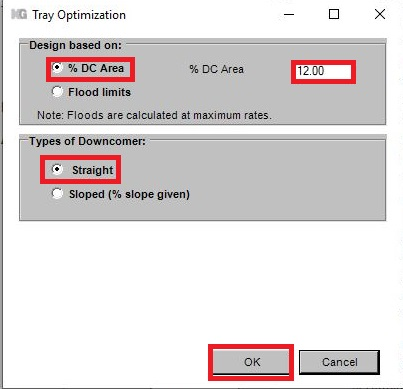 KG Tray Optimization
Design based on:
% DC Area % DC Area 12.00
Flood limits
Note: Floods are calculated at maximum rates.
Types of Downcomer:
Straight
Sloped (% slope given)
OK Cancel